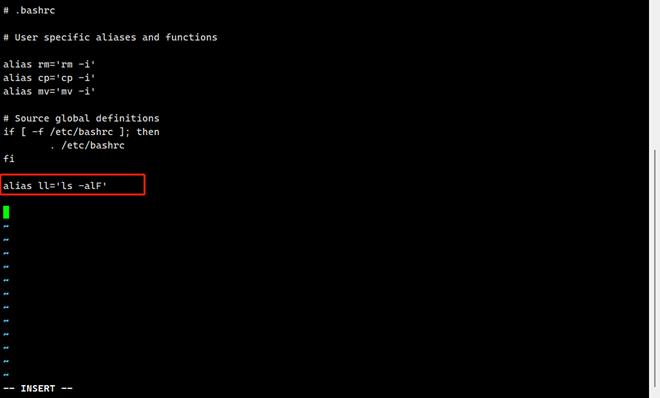 # .bashrc
# User specific aliases and functions
alias rm='rm -i'
alias cp='cp -i'
alias mv='mv -i'
# Source global definitions
if [ -f /etc/bashrc ]; then
        . /etc/bashrc
fi
alias ll='ls -alF'
~
~
~
~
~
~
~
~
~
~
~
~
-- INSERT --